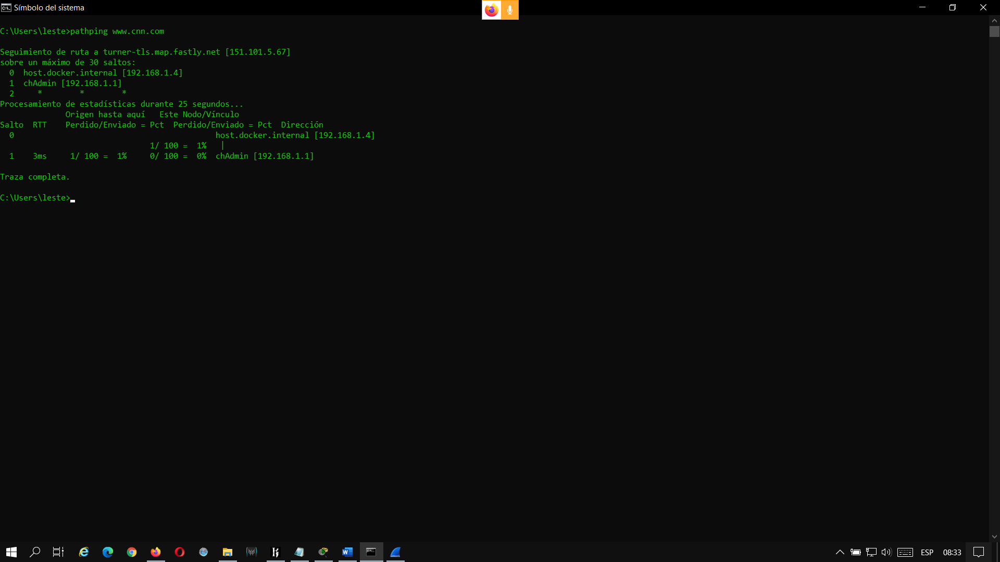 Símbolo del sistema
C:\Users\leste>pathping www.cnn.com
Seguimiento de ruta a turner-tls.map.fastly.net [151.101.5.67]
sobre un máximo de 30 saltos:
  0  host.docker.internal [192.168.1.4]
  1  chAdmin [192.168.1.1]
  2     *        *        *
Procesamiento de estadísticas durante 25 segundos...
              Origen hasta aquí   Este Nodo/Vínculo
Salto  RTT    Perdido/Enviado = Pct  Perdido/Enviado = Pct  Dirección
  0                                           host.docker.internal [192.168.1.4]
                                1/ 100 =  1%   |
  1    3ms     1/ 100 =  1%     0/ 100 =  0%  chAdmin [192.168.1.1]
Traza completa.
C:\Users\leste>
ESP 08:33